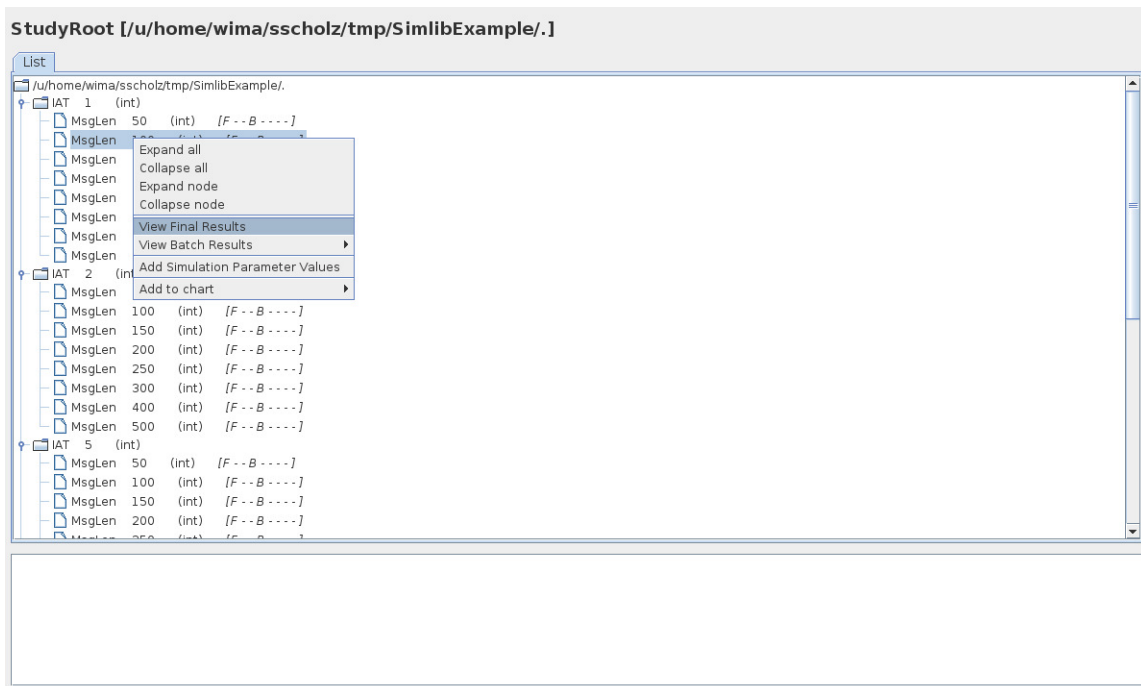 StudyRoot [/u/home/wima/sscholz/tmp/SimlibExample/.]
List
/u/home/wima/sscholz/tmp/SimlibExample/.
IAT 1 (int)
MsgLen 50 (int) [F - - B - - - -]
MsgLen
Expand all
MsgLen
Collapse all
MsgLen
Expand node
MsgLen
Collapse node
MsgLen
View Final Results
MsgLen
View Batch Results
MsgLen
Add Simulation Parameter Values
IAT 2
MsgLen
Add to chart
MsgLen 100 (int) [F - - B - - - -]
MsgLen 150 (int) [F - - B - - - -]
MsgLen 200 (int) [F - - B - - - -]
MsgLen 250 (int) [F - - B - - - -]
MsgLen 300 (int) [F - - B - - - -]
MsgLen 400 (int) [F - - B - - - -]
MsgLen 500 (int) [F - - B - - - -]
IAT 5 (int)
MsgLen 50 (int) [F - - B - - - -]
MsgLen 100 (int) [F - - B - - - -]
MsgLen 150 (int) [F - - B - - - -]
MsgLen 200 (int) [F - - B - - - -]